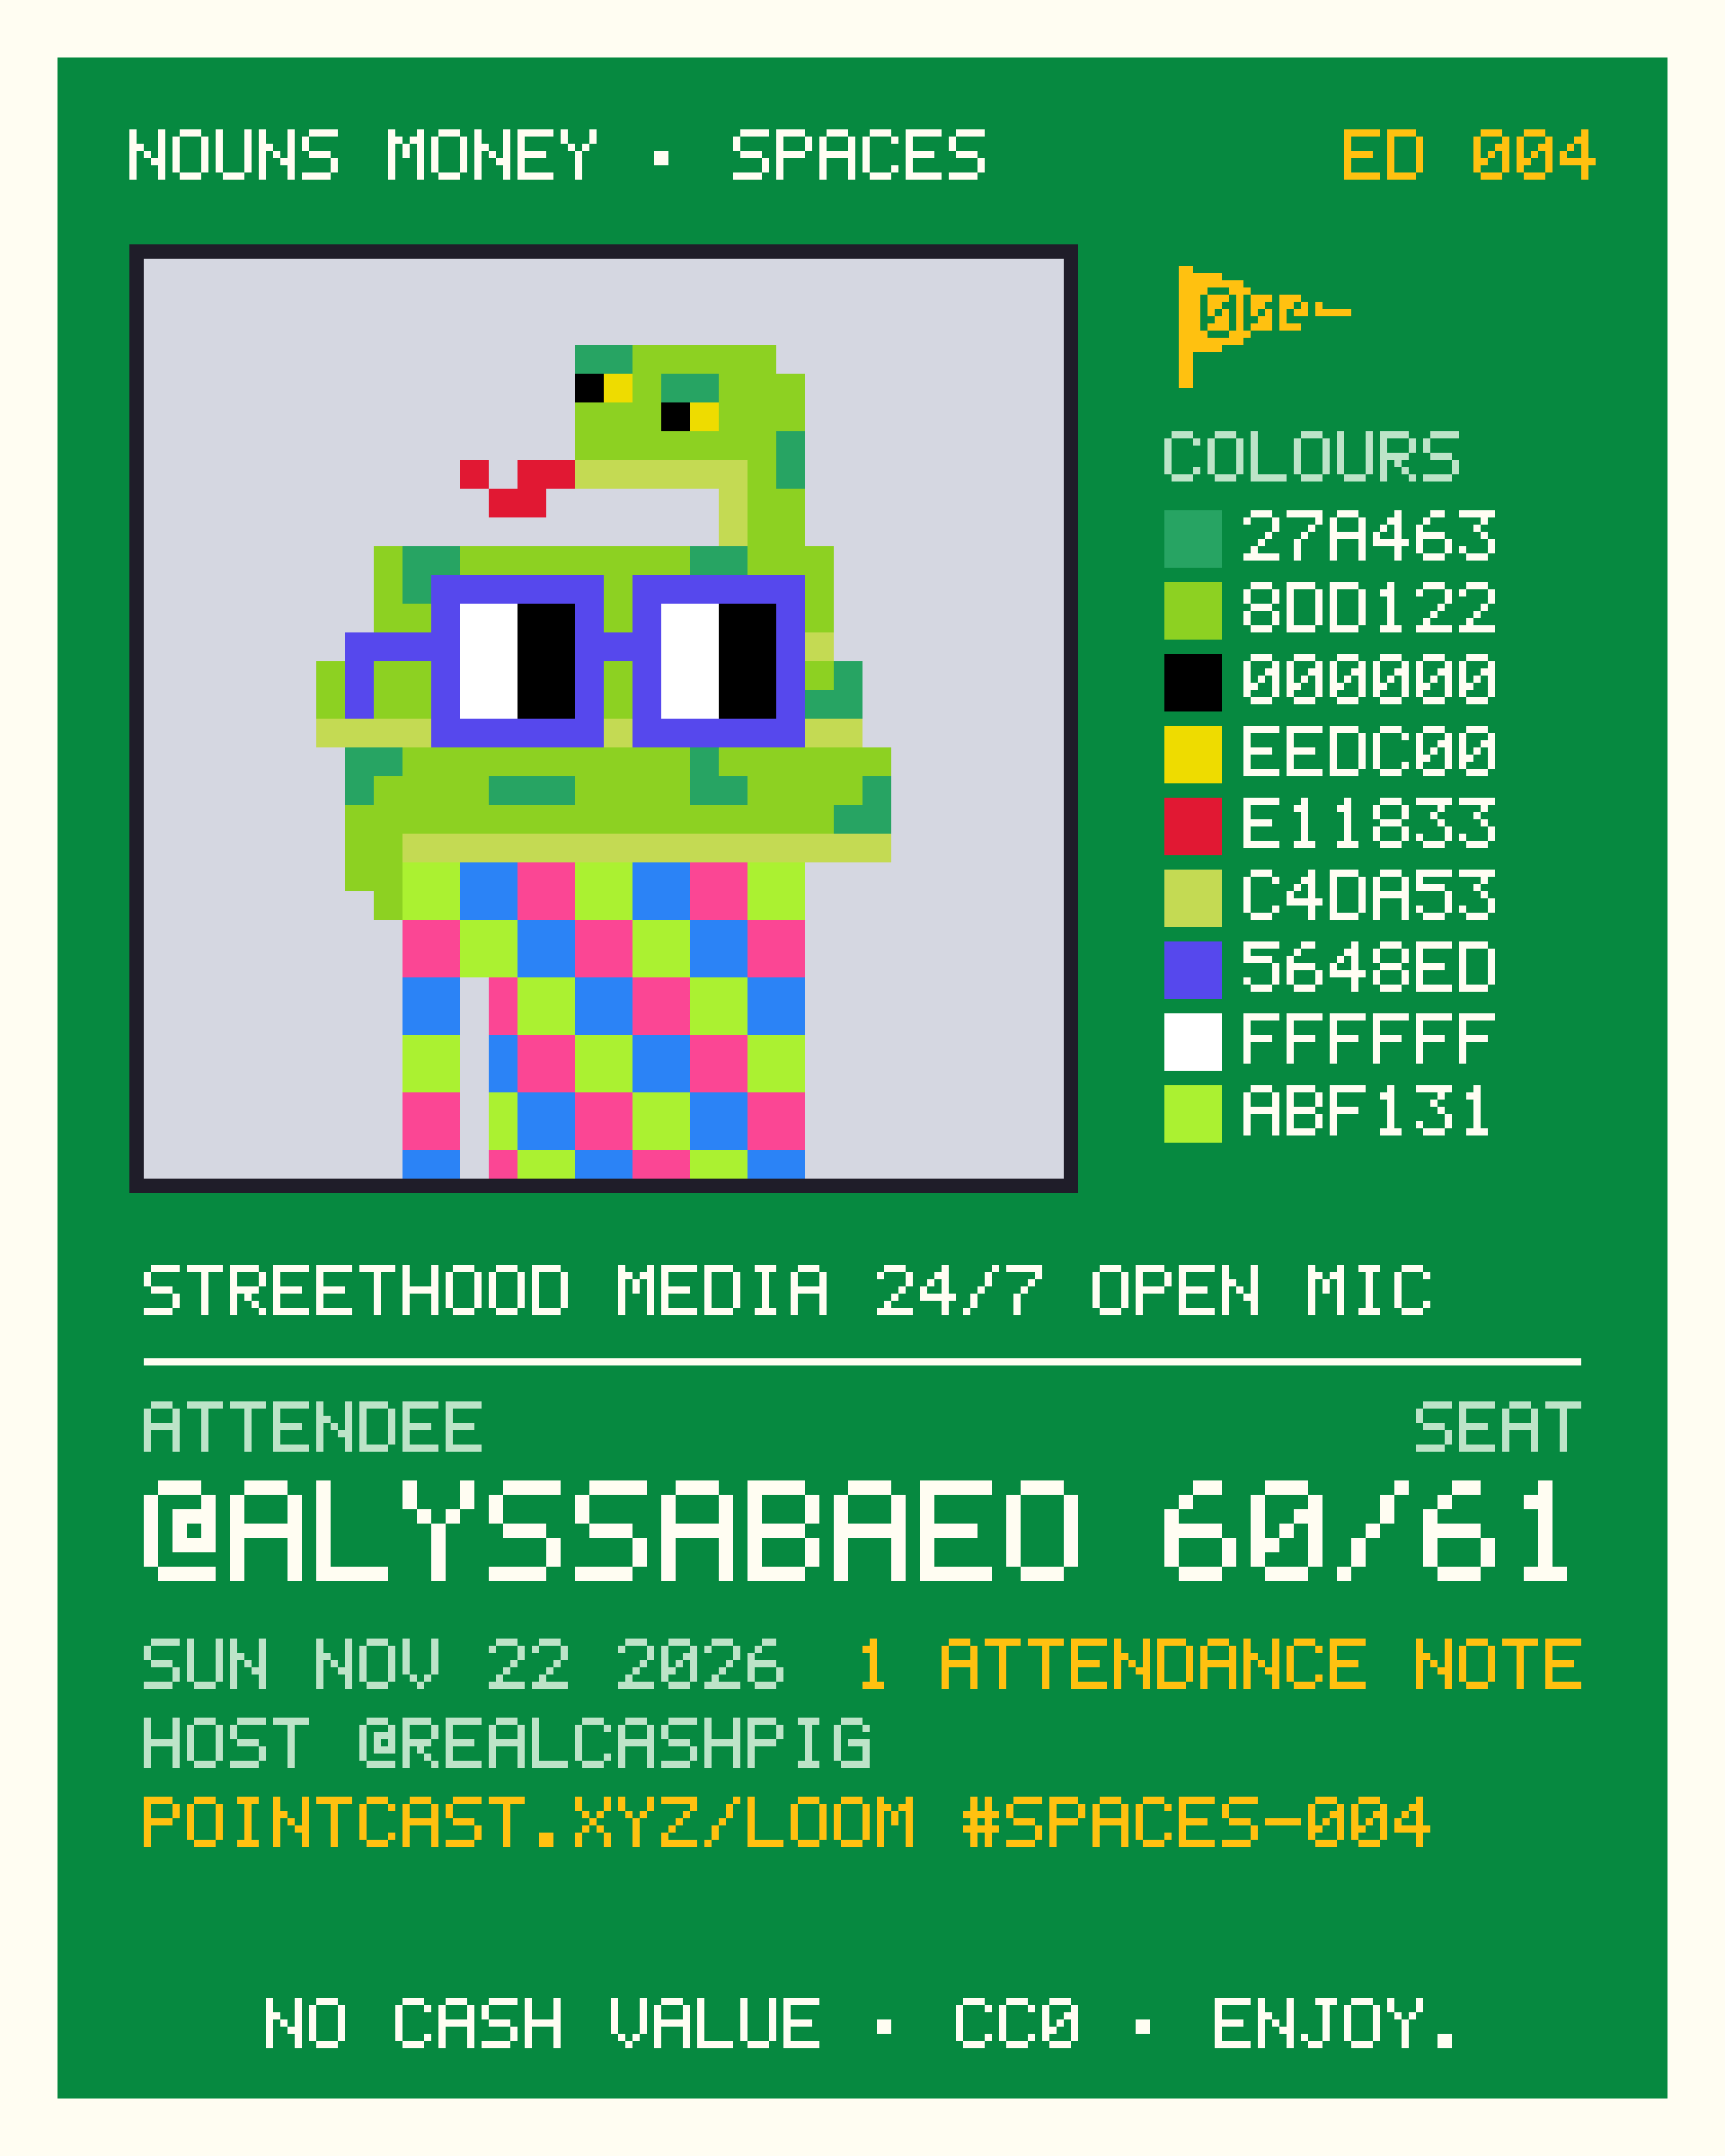 NOUNS MONEY · SPACES
ED 004
COLOURS
27A463
8DD122
000000
EEDC00
E11833
C4DA53
5648ED
FFFFFF
ABF131
STREETHOOD MEDIA 24/7 OPEN MIC
ATTENDEE
SEAT
@ALYSSABAEO 60/61
SUN NOV 22 2026 1 ATTENDANCE NOTE
HOST @REALCASHPIG
POINTCAST.XYZ/LOOM #SPACES-004
NO CASH VALUE · CC0 · ENJOY.